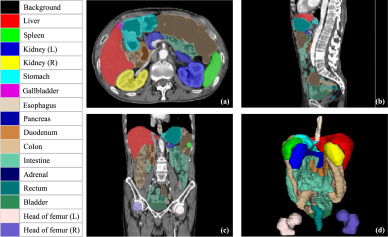 Background
Liver
Spleen
Kidney (L)
Kidney (R)
Stomach
Gallbladder
Esophagus
Pancreas
Duodenum
Colon
Intestine
Adrenal
Rectum
Bladder
Head of femur (L)
Head of femur (R)
(a)
(b)
(c)
(d)